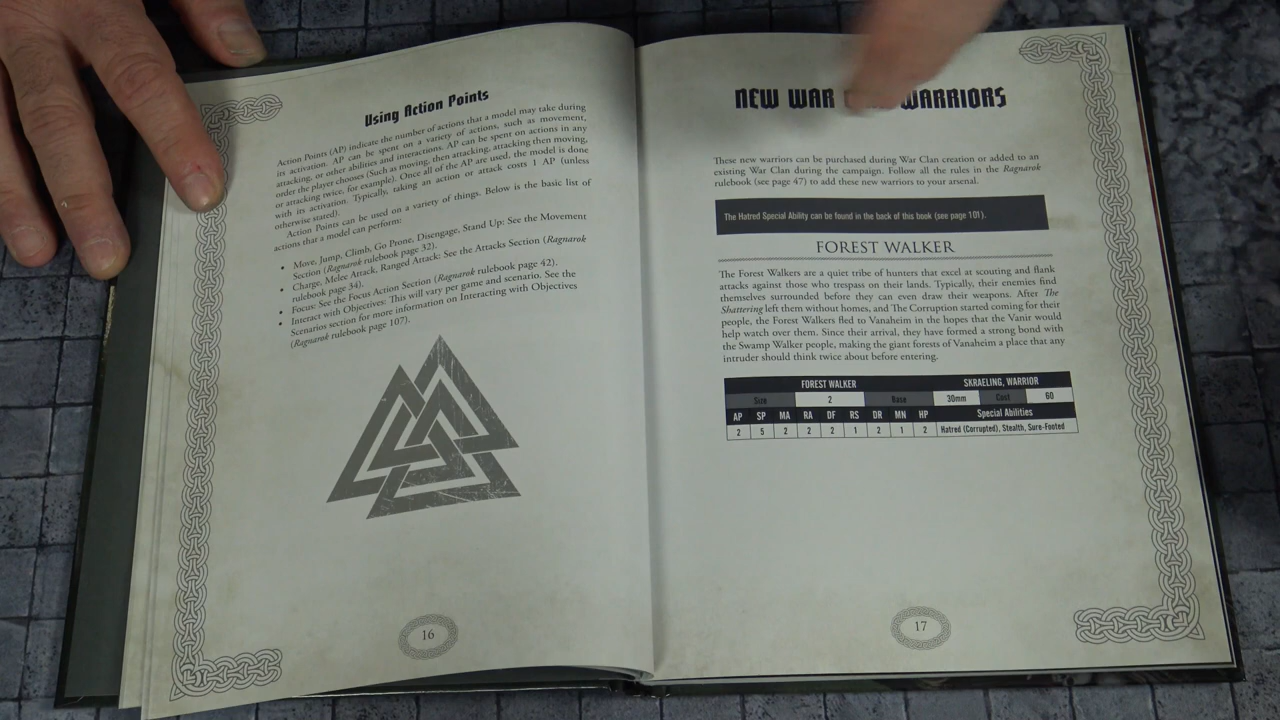 Using Action Points
Action Points (AP) indicate the number of actions that a model may take during
its activation. AP can be spent on a variety of actions, such as movement,
attacking, or other abilities and interactions. AP can be spent on actions in any
order the player chooses (Such as moving, then attacking, attacking then moving,
or attacking twice, for example). Once all of the AP are used, the model is done
with its activation. Typically, taking an action or attack costs 1 AP (unless
otherwise stated).
Action Points can be used on a variety of things. Below is the basic list of
actions that a model can perform:
• Move, Jump, Climb, Go Prone, Disengage, Stand Up: See the Movement
Section (Ragnarok rulebook page 32).
• Charge, Melee Attack, Ranged Attack: See the Attacks Section (Ragnarok
rulebook page 34).
• Focus: See the Focus Action Section (Ragnarok rulebook page 42).
• Interact with Objectives: This will vary per game and scenario. See the
Scenarios section for more information on Interacting with Objectives
(Ragnarok rulebook page 107).
16
NEW WAR WARRIORS
These new warriors can be purchased during War Clan creation or added to an
existing War Clan during the campaign. Follow all the rules in the Ragnarok
rulebook (see page 47) to add these new warriors to your arsenal.
The Hatred Special Ability can be found in the back of this book (see page 101).
FOREST WALKER
The Forest Walkers are a quiet tribe of hunters that excel at scouting and flank
attacks against those who trespass on their lands. Typically, their enemies find
themselves surrounded before they can even draw their weapons. After The
Shattering left them without homes, and The Corruption started coming for their
people, the Forest Walkers fled to Vanaheim in the hopes that the Vanir would
help watch over them. Since their arrival, they have formed a strong bond with
the Swamp Walker people, making the giant forests of Vanaheim a place that any
intruder should think twice about before entering.
FOREST WALKER SKRAELING, WARRIOR
Size 2 Base 30mm Cost 60
AP SP MA RA DF RS DR MN HP Special Abilities
2 5 2 2 2 1 2 1 2 Hatred (Corrupted), Stealth, Sure-Footed
17